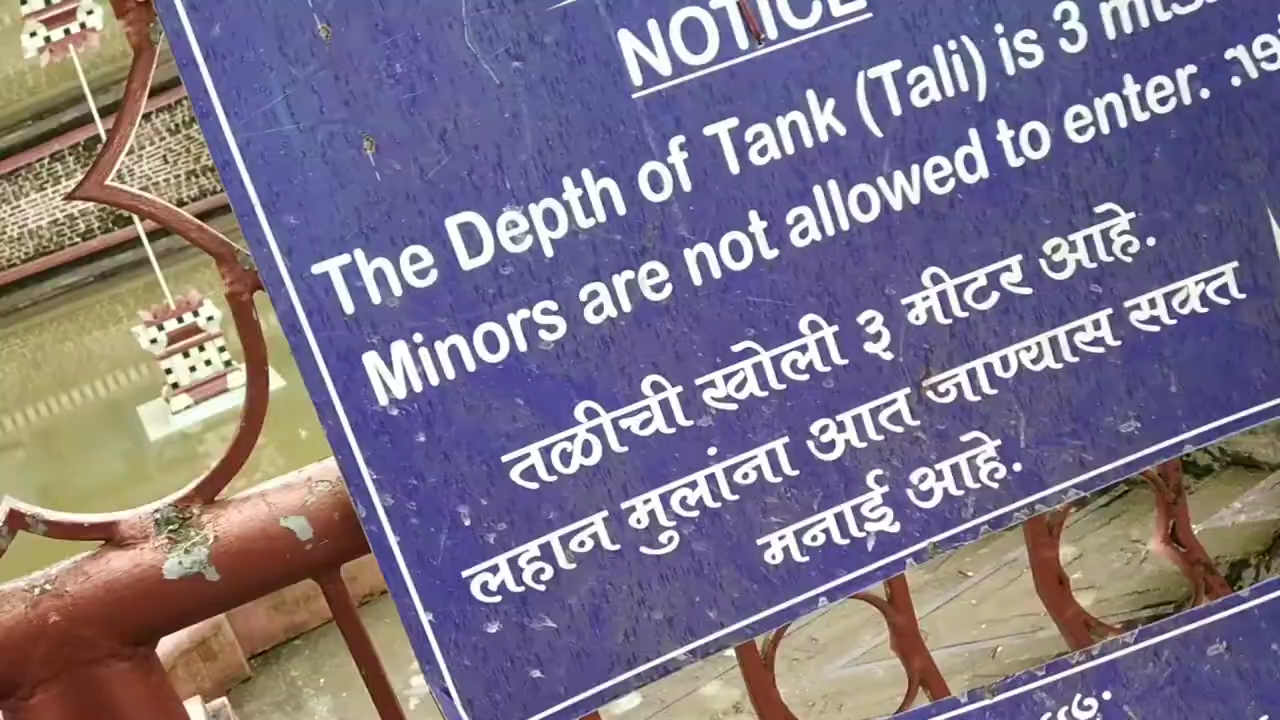 NOTICE
The Depth of Tank (Tali) is 3 mts.
Minors are not allowed to enter.
तळीची खोली ३ मीटर आहे.
लहान मुलांना आत जाण्यास सक्त
मनाई आहे.